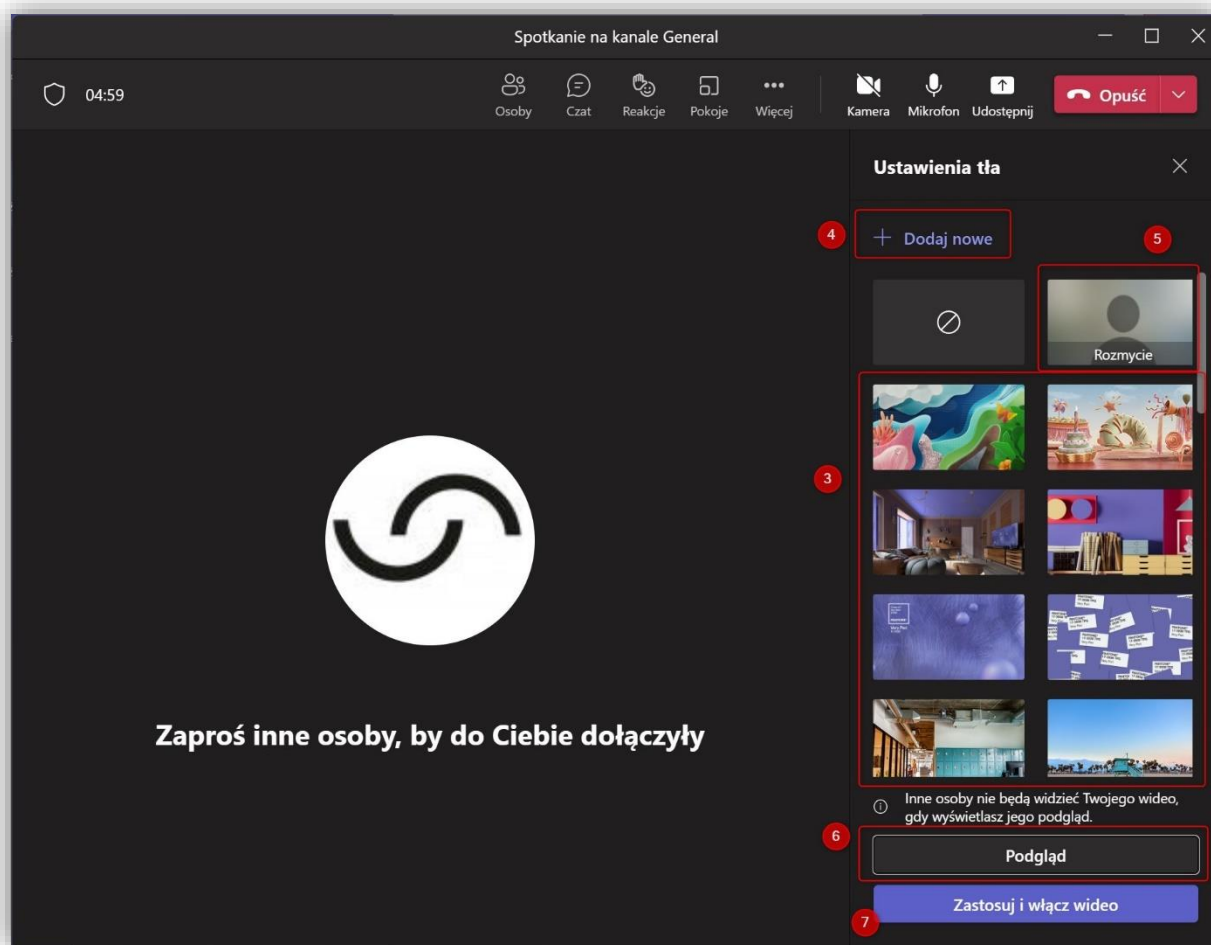 Spotkanie na kanale General
04:59
Osoby
Czat
Reakcje
Pokoje
Więcej
Kamera
Mikrofon
Udostępnij
Opuść
Ustawienia tła
4
Dodaj nowe
5
Rozmycie
3
Zaproś inne osoby, by do Ciebie dołączyły
Inne osoby nie będą widzieć Twojego wideo,
gdy wyświetlasz jego podgląd.
6
Podgląd
Zastosuj i włącz wideo
7